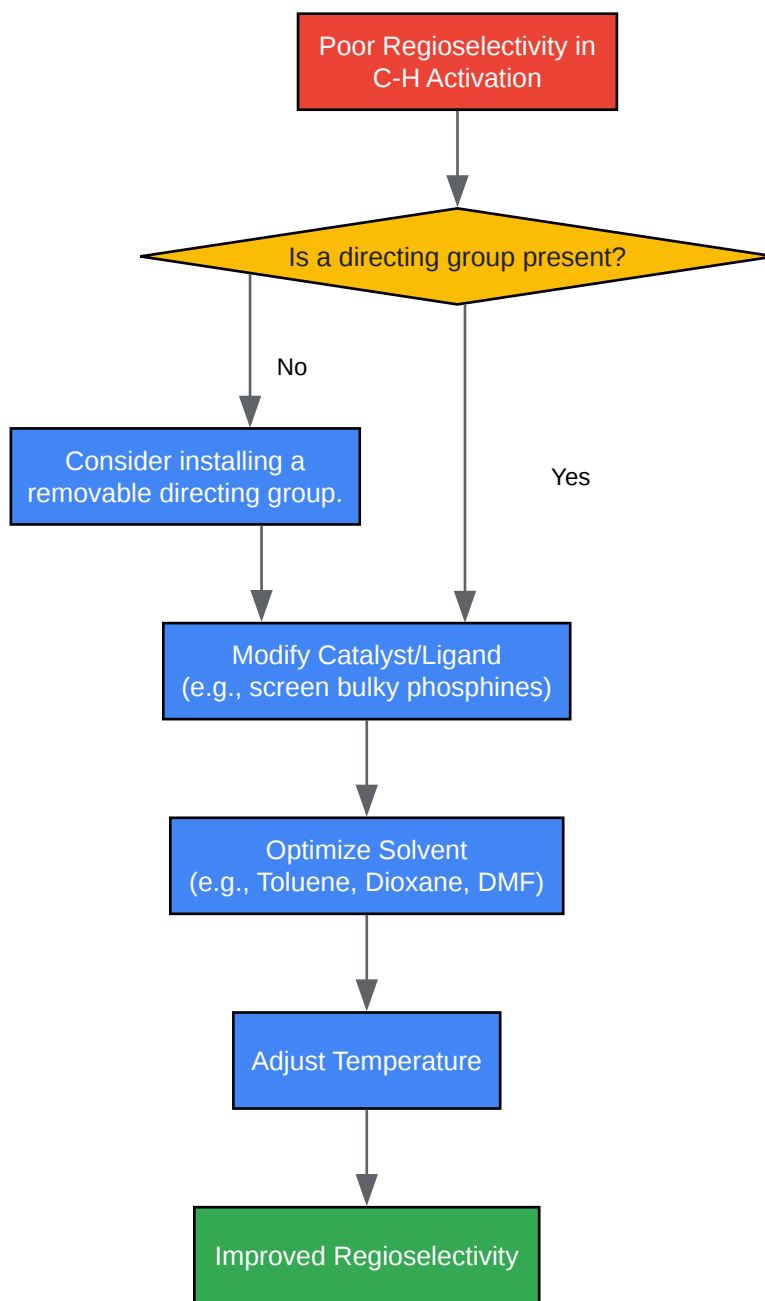 Poor Regioselectivity in
C-H Activation
Is a directing group present?
No
Consider installing a
removable directing group.
Yes
Modify Catalyst/Ligand
(e.g., screen bulky phosphines)
Optimize Solvent
(e.g., Toluene, Dioxane, DMF)
Adjust Temperature
Improved Regioselectivity